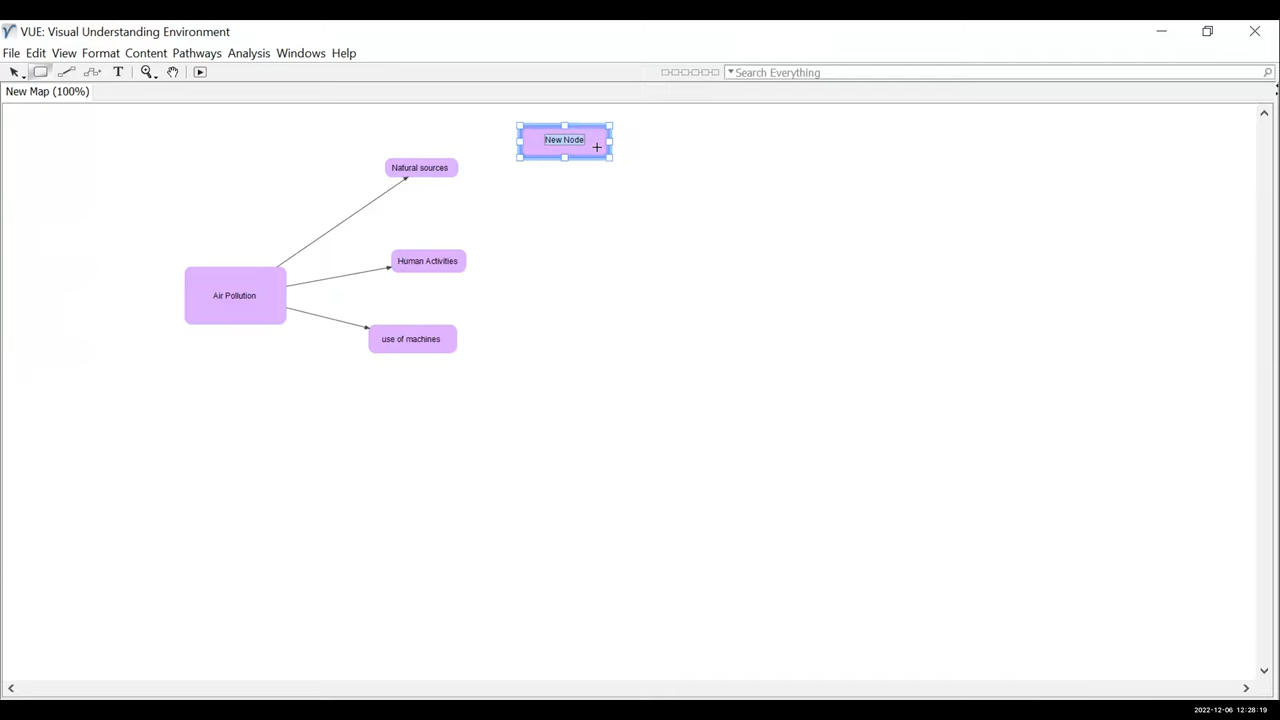 VUE: Visual Understanding Environment
File Edit View Format Content Pathways Analysis Windows Help
T Search Everything
New Map (100%)
New Node
Natural sources
Human Activities
Air Pollution
use of machines
2022-12-06 12:28:19